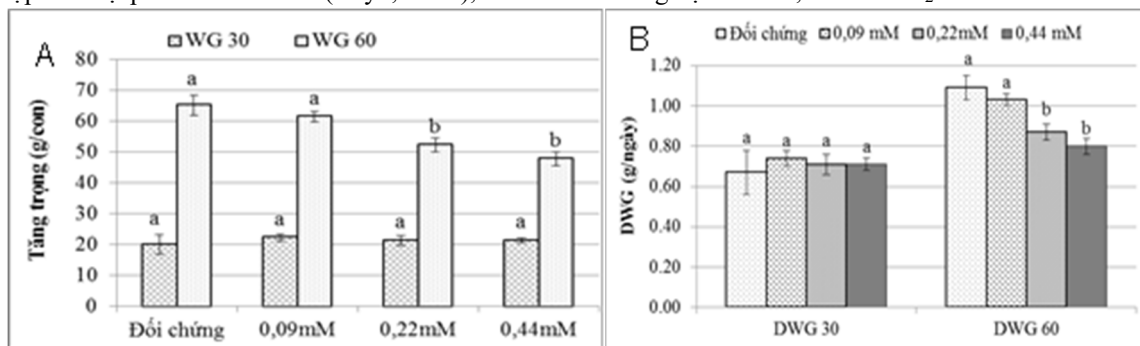 A
WG 30 WG 60
Tăng trọng (g/con)
80
70
60
50
40
30
20
10
0
a a a a a b a b
Đối chứng 0,09mM 0,22mM 0,44mM
B
Đối chứng 0,09 mM 0,22mM 0,44 mM
DWG (g/ngày)
1.20
1.00
0.80
0.60
0.40
0.20
0.00
a a a a a a b b
DWG 30 DWG 60